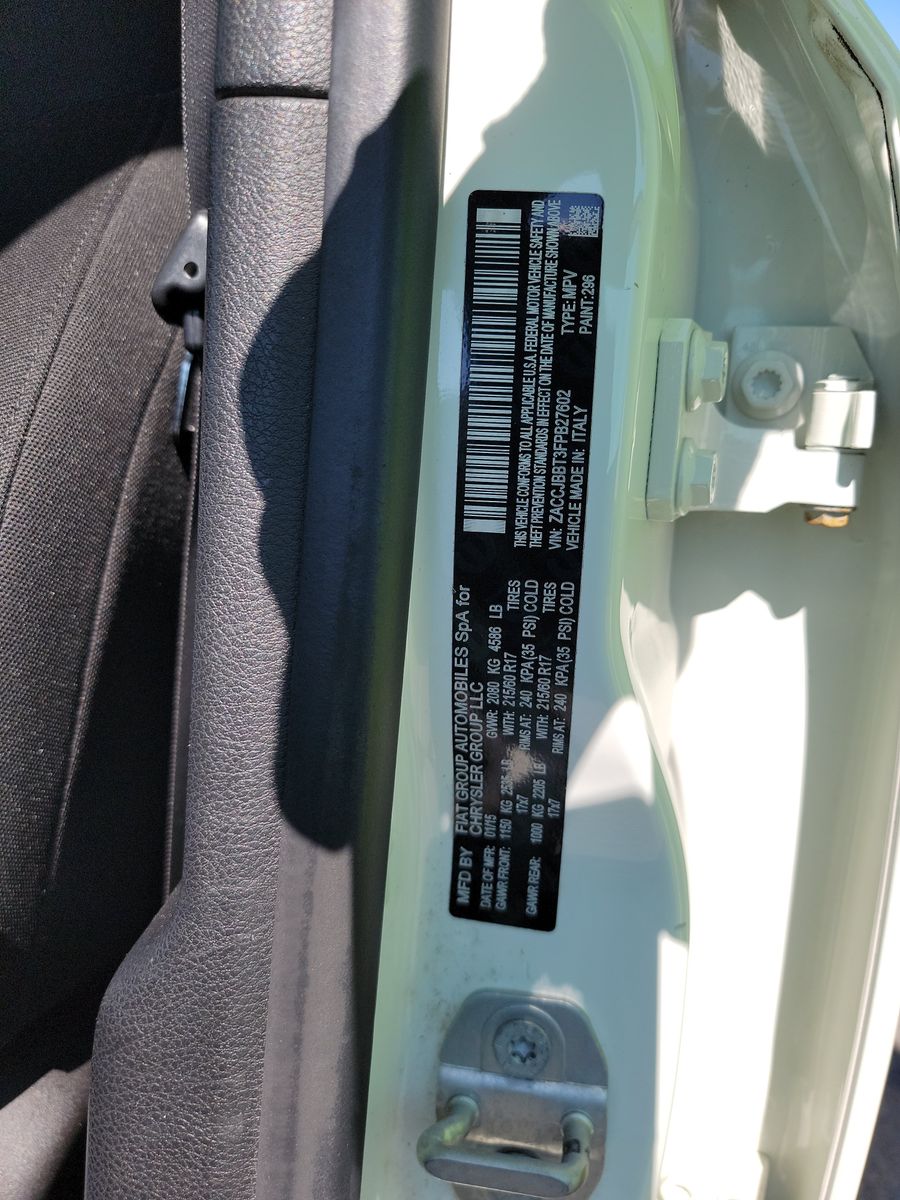 MFD BY FIAT GROUP AUTOMOBILES SpA for
CHRYSLER GROUP LLC
DATE OF MFR: 01/15 GVWR: 2080 KG 4586 LB
GAWR FRONT: 1150 KG LB WITH: 215/60 R17 TIRES
17x7 RIMS AT: 240 KPA(35 PSI) COLD
GAWR REAR: 1000 KG 2205 LB WITH: 215/60 R17 TIRES
17x7 RIMS AT: 240 KPA(35 PSI) COLD
THIS VEHICLE CONFORMS TO ALL APPLICABLE U.S.A. FEDERAL MOTOR VEHICLE SAFETY AND
THEFT PREVENTION STANDARDS IN EFFECT ON THE DATE OF MANUFACTURE SHOWN ABOVE
VIN: ZACCJBBT3FPB27602 TYPE: MPV
VEHICLE MADE IN: ITALY PAINT:296